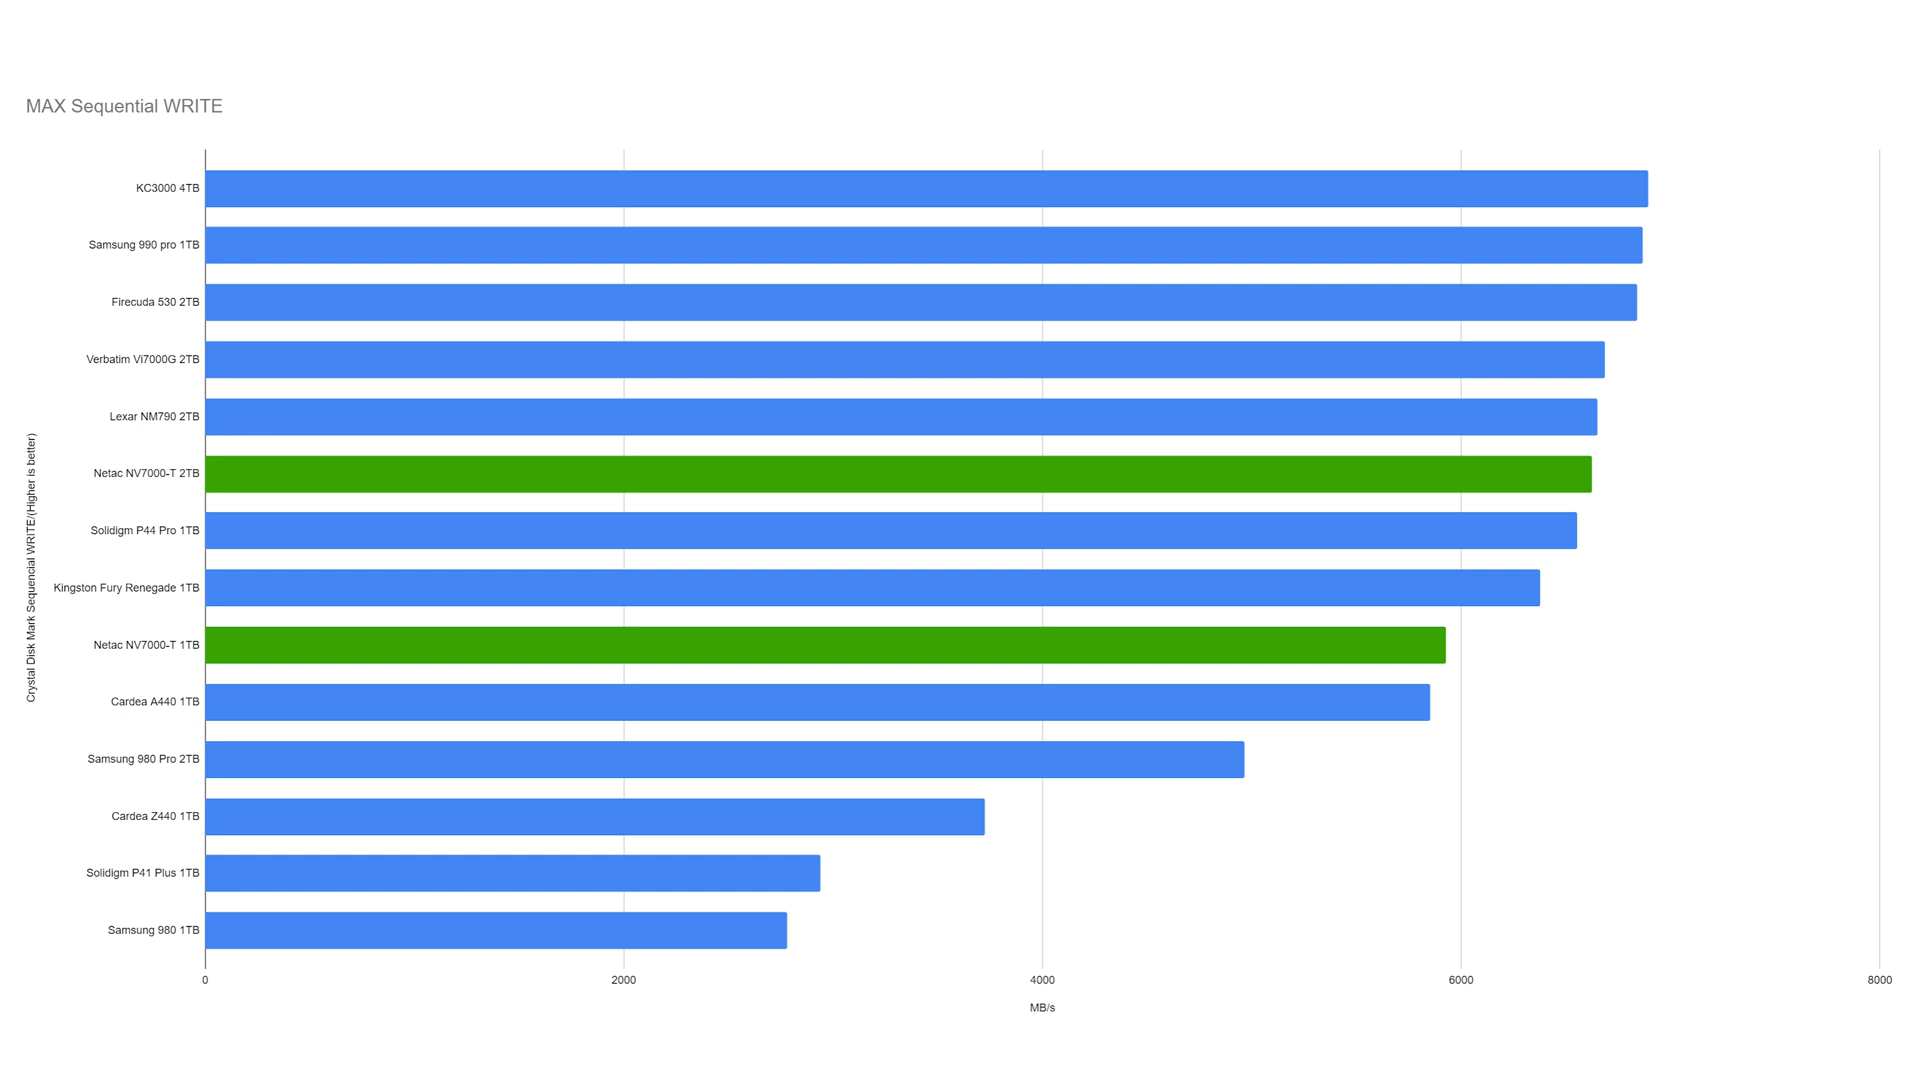 MAX Sequential WRITE
Crystal Disk Mark Sequencial WRITE/(Higher is better)
KC3000 4TB
Samsung 990 pro 1TB
Firecuda 530 2TB
Verbatim Vi7000G 2TB
Lexar NM790 2TB
Netac NV7000-T 2TB
Solidigm P44 Pro 1TB
Kingston Fury Renegade 1TB
Netac NV7000-T 1TB
Cardea A440 1TB
Samsung 980 Pro 2TB
Cardea Z440 1TB
Solidigm P41 Plus 1TB
Samsung 980 1TB
0 2000 4000 6000 8000
MB/s